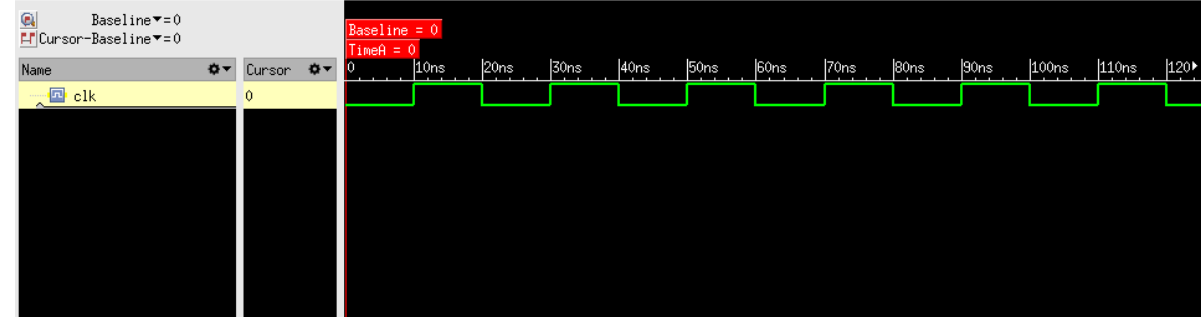 Baseline▼=0
Cursor-Baseline▼=0
Baseline = 0
TimeA = 0
Name Cursor
0 10ns 20ns 30ns 40ns 50ns 60ns 70ns 80ns 90ns 100ns 110ns 120
clk 0